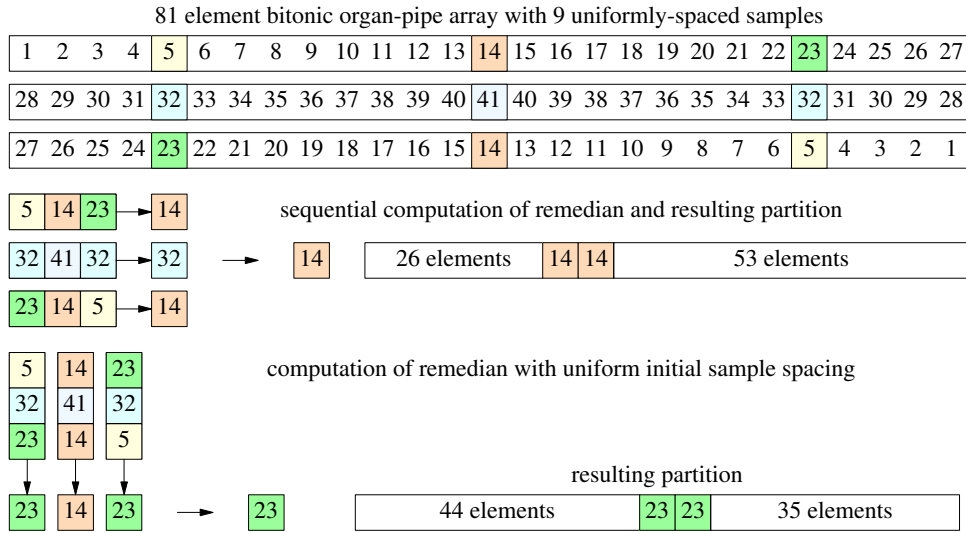 81 element bitonic organ-pipe array with 9 uniformly-spaced samples
1 2 3 4 5 6 7 8 9 10 11 12 13 14 15 16 17 18 19 20 21 22 23 24 25 26 27
28 29 30 31 32 33 34 35 36 37 38 39 40 41 40 39 38 37 36 35 34 33 32 31 30 29 28
27 26 25 24 23 22 21 20 19 18 17 16 15 14 13 12 11 10 9 8 7 6 5 4 3 2 1
5 14 23 14 sequential computation of remedian and resulting partition
32 41 32 32 14 26 elements 14 14 53 elements
23 14 5 14
5 14 23 computation of remedian with uniform initial sample spacing
32 41 32
23 14 5
resulting partition
23 14 23 23 44 elements 23 23 35 elements